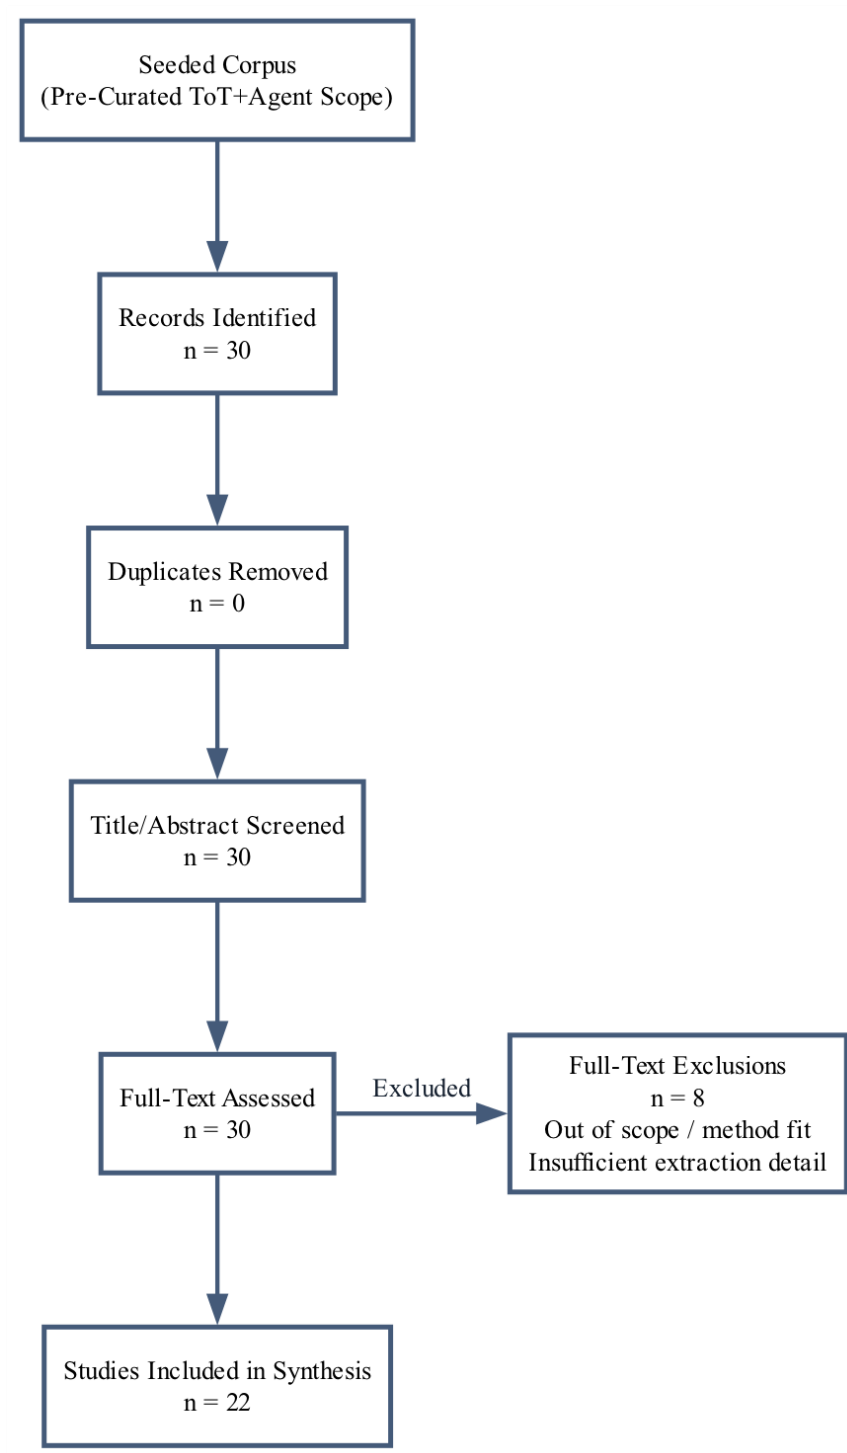 Seeded Corpus
(Pre-Curated ToT+Agent Scope)
Records Identified
n = 30
Duplicates Removed
n = 0
Title/Abstract Screened
n = 30
Full-Text Assessed
n = 30
Excluded
Full-Text Exclusions
n = 8
Out of scope / method fit
Insufficient extraction detail
Studies Included in Synthesis
n = 22